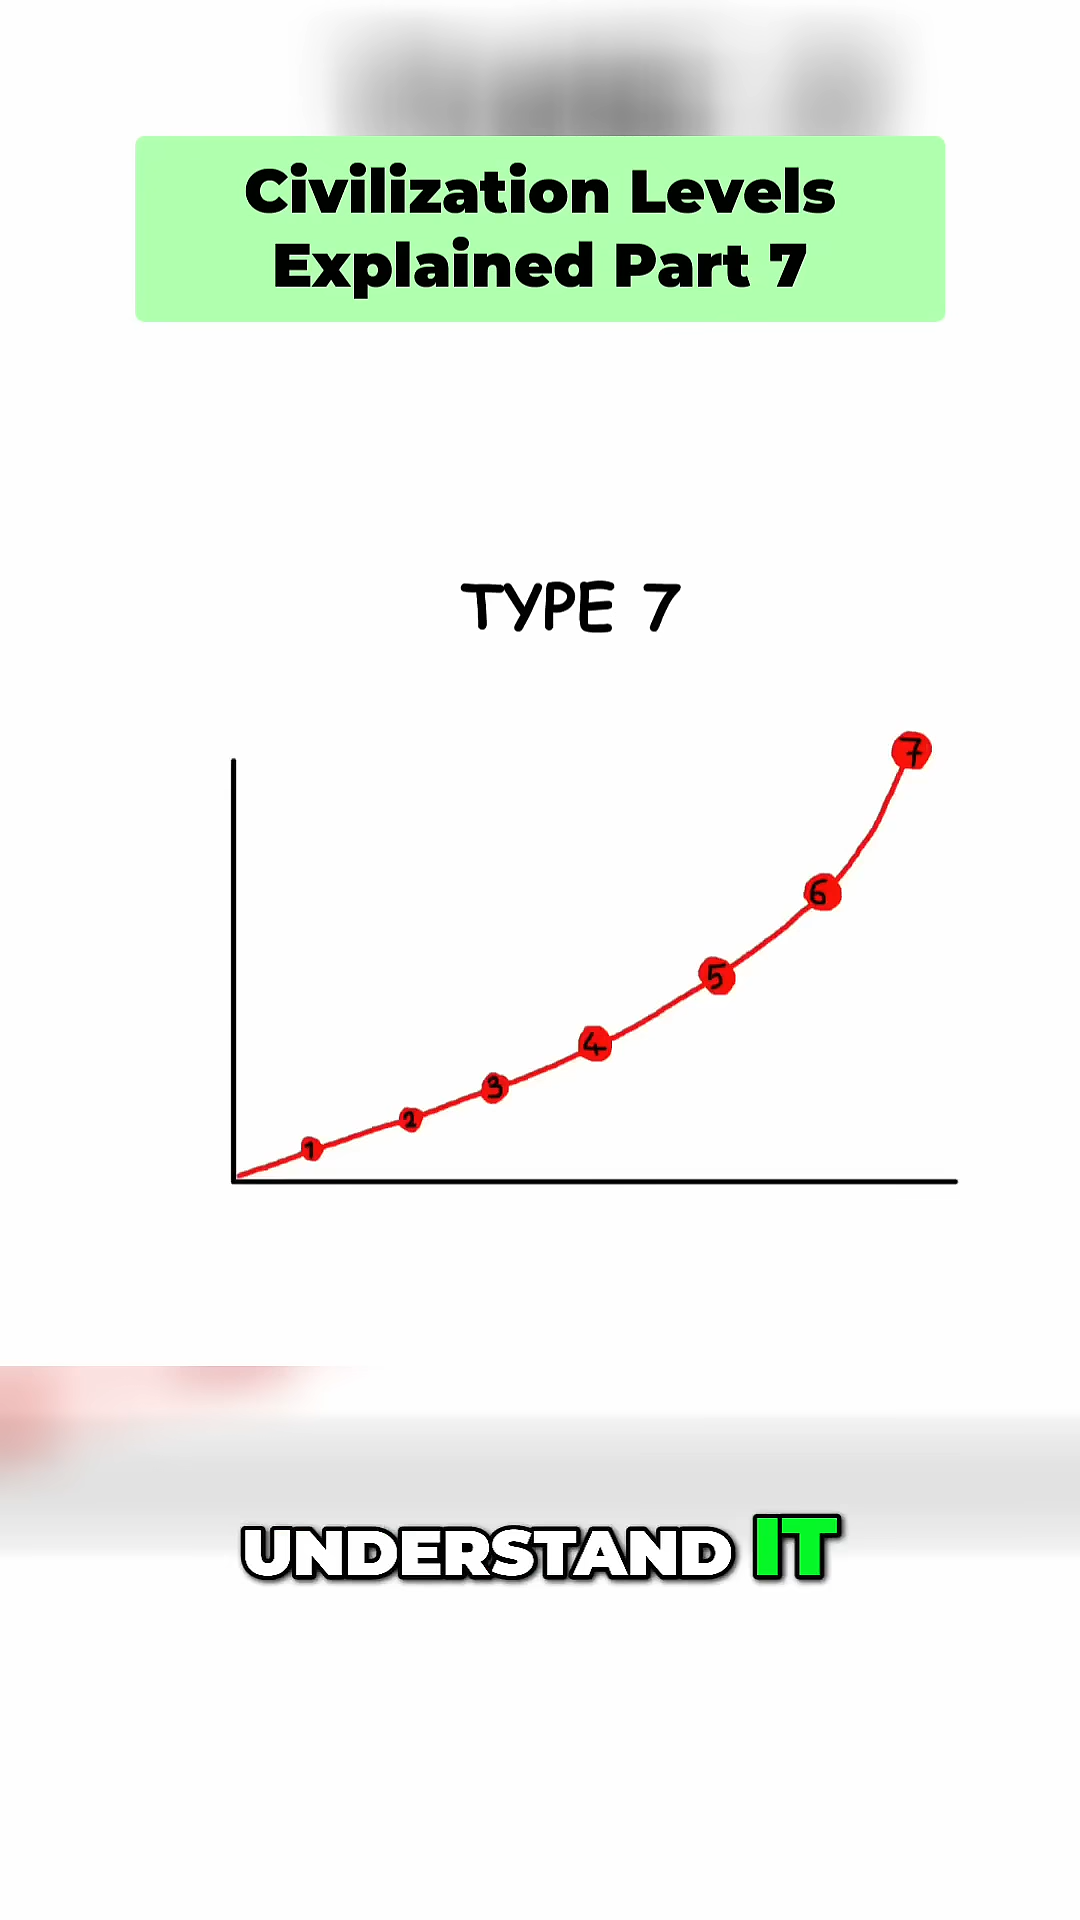 Civilization Levels
Explained Part 7
TYPE 7
7
6
5
4
3
2
1
UNDERSTAND IT